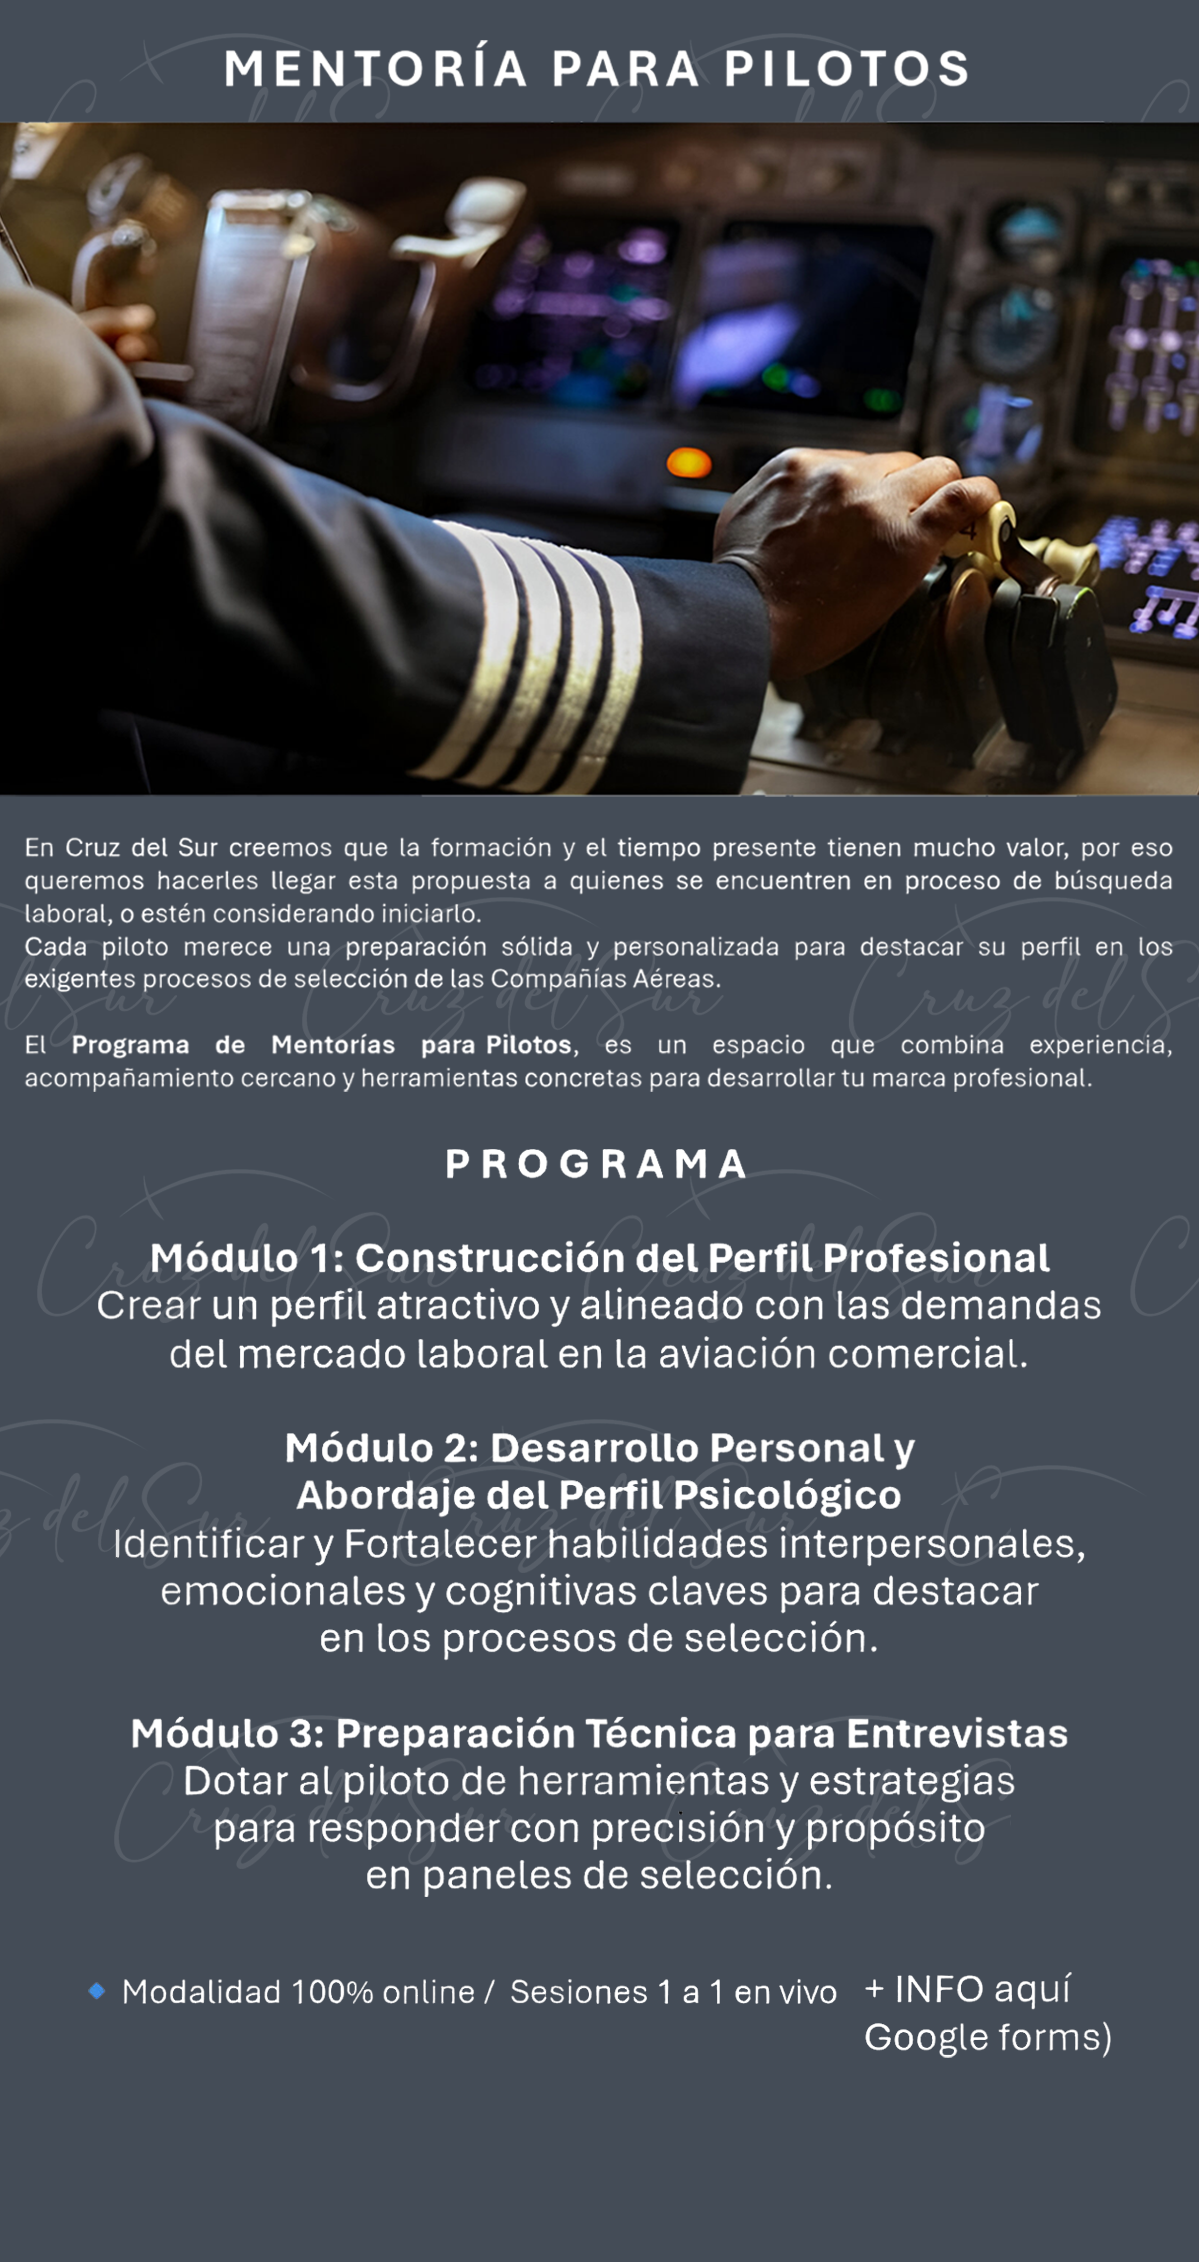 MENTORÍA PARA PILOTOS
4
En Cruz del Sur creemos que la formación y el tiempo presente tienen mucho valor, por eso
queremos hacerles llegar esta propuesta a quienes se encuentren en proceso de búsqueda
laboral, o estén considerando iniciarlo.
Cada piloto merece una preparación sólida y personalizada para destacar su perfil en los
exigentes procesos de selección de las Compañías Aéreas.
El Programa de Mentorías para Pilotos, es un espacio que combina experiencia,
acompañamiento cercano y herramientas concretas para desarrollar tu marca profesional.
PROGRAMA
Módulo 1: Construcción del Perfil Profesional
Crear un perfil atractivo y alineado con las demandas
del mercado laboral en la aviación comercial.
Módulo 2: Desarrollo Personal y
Abordaje del Perfil Psicológico
Identificar y Fortalecer habilidades interpersonales,
emocionales y cognitivas claves para destacar
en los procesos de selección.
Módulo 3: Preparación Técnica para Entrevistas
Dotar al piloto de herramientas y estrategias
para responder con precisión y propósito
en paneles de selección.
Modalidad 100% online / Sesiones 1 a 1 en vivo + INFO aquí
Google forms)